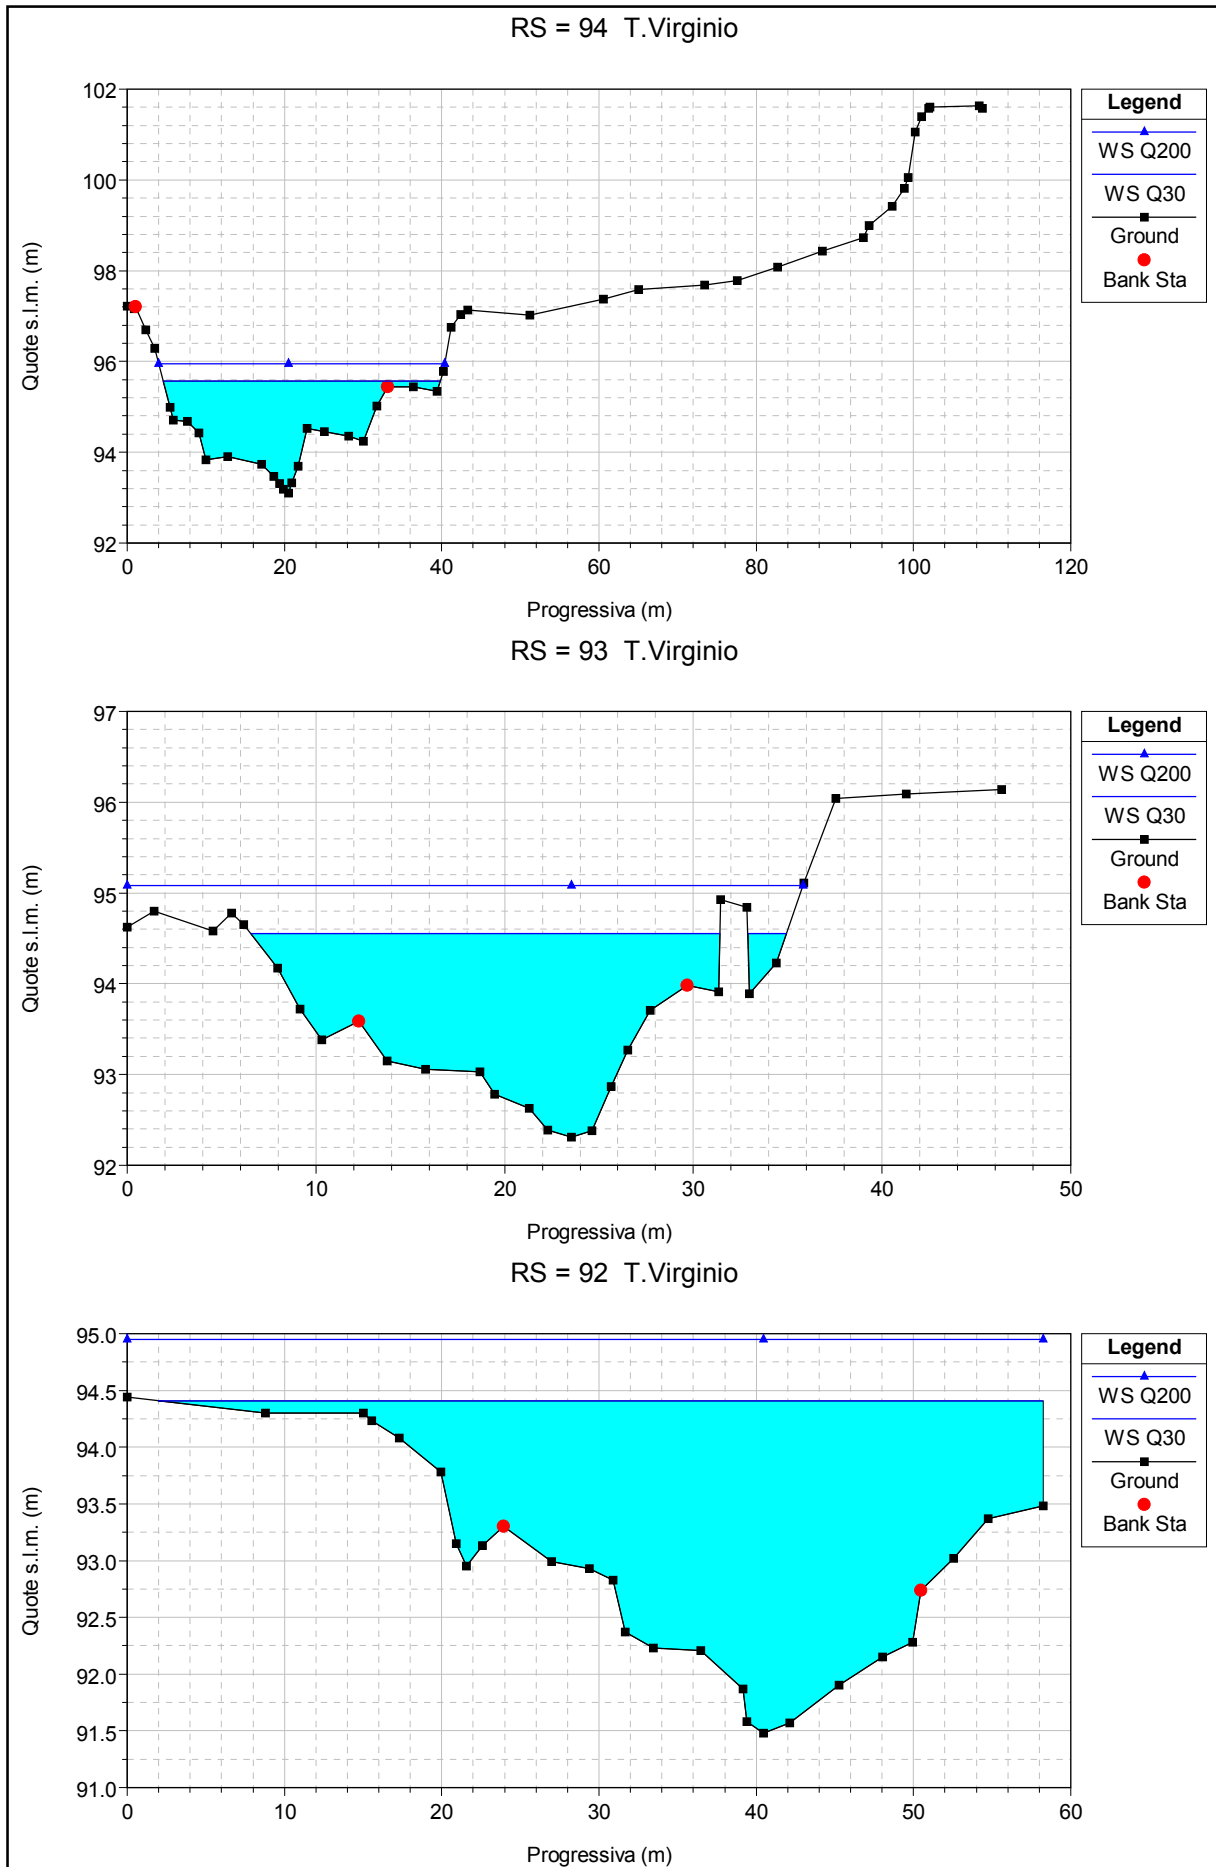 RS = 94 T.Virginio
102
100
98
96
94
92
Quote s.l.m. (m)
0 20 40 60 80 100 120
Progressiva (m)
Legend
WS Q200
WS Q30
Ground
Bank Sta
RS = 93 T.Virginio
97
96
95
94
93
92
Quote s.l.m. (m)
0 10 20 30 40 50
Progressiva (m)
Legend
WS Q200
WS Q30
Ground
Bank Sta
RS = 92 T.Virginio
95.0
94.5
94.0
93.5
93.0
92.5
92.0
91.5
91.0
Quote s.l.m. (m)
0 10 20 30 40 50 60
Progressiva (m)
Legend
WS Q200
WS Q30
Ground
Bank Sta